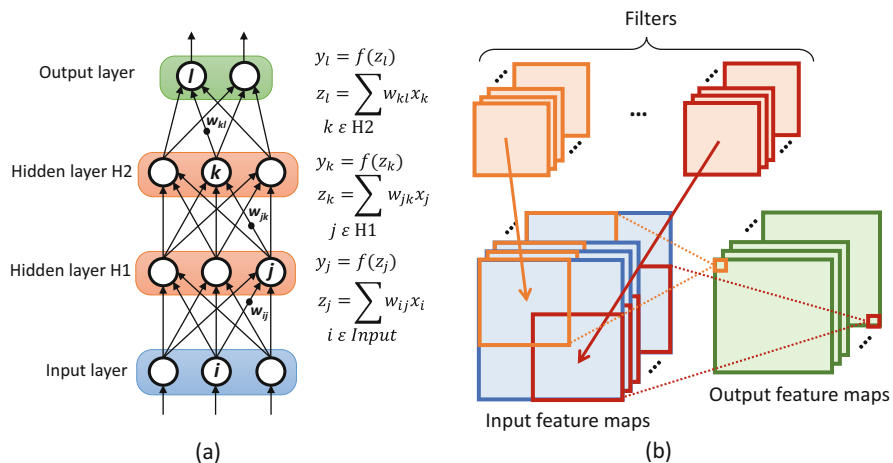 Output layer
l
w_kl
y_l = f(z_l)
z_l = ∑ w_kl x_k
k ε H2
Hidden layer H2
k
w_jk
y_k = f(z_k)
z_k = ∑ w_jk x_j
j ε H1
Hidden layer H1
j
w_ij
y_j = f(z_j)
z_j = ∑ w_ij x_i
i ε Input
Input layer
i
(a)
Filters
...
Input feature maps
Output feature maps
(b)